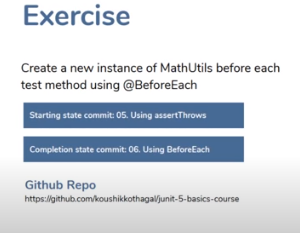 Exercise
Create a new instance of MathUtils before each
test method using @BeforeEach
Starting state commit: 05. Using assertThrows
Completion state commit: 06. Using BeforeEach
Github Repo
https://github.com/koushikkothagal/junit-5-basics-course